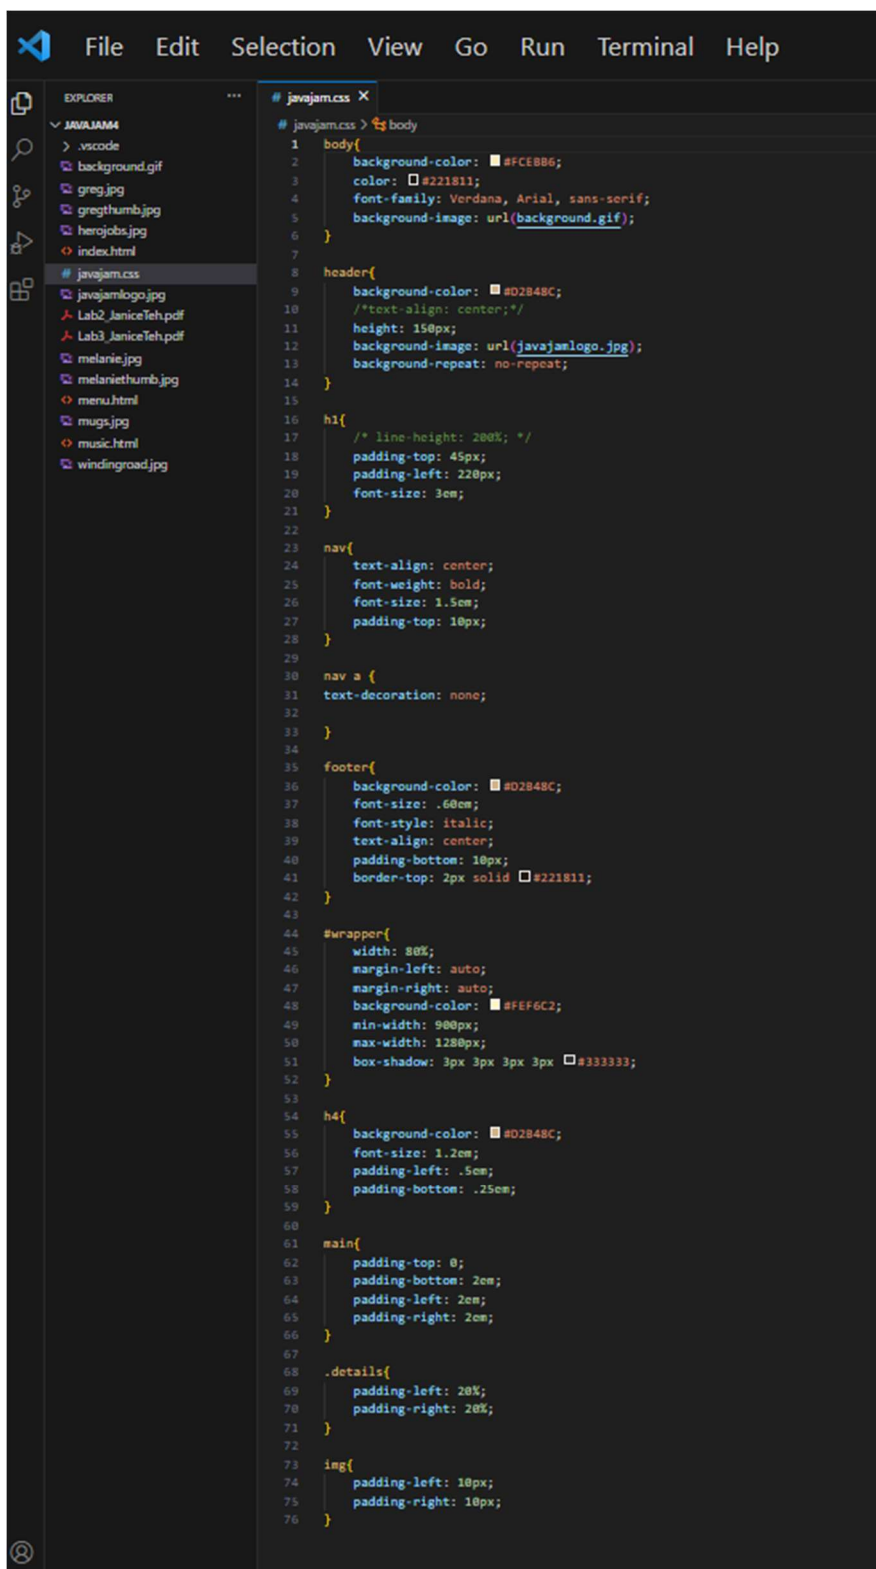 File Edit Selection View Go Run Terminal Help
EXPLORER ...
JAVAJAM4
.vscode
background.gif
greg.jpg
gregthumb.jpg
herojobs.jpg
index.html
# javajam.css
javajamlogo.jpg
Lab2_JaniceTeh.pdf
Lab3_JaniceTeh.pdf
melanie.jpg
melaniethumb.jpg
menu.html
mugs.jpg
music.html
windingroad.jpg
# javajam.css X
# javajam.css > body
1 body{
2 background-color: #FCEBB6;
3 color: #221811;
4 font-family: Verdana, Arial, sans-serif;
5 background-image: url(background.gif);
6 }
7
8 header{
9 background-color: #D2B48C;
10 /*text-align: center;*/
11 height: 150px;
12 background-image: url(javajamlogo.jpg);
13 background-repeat: no-repeat;
14 }
15
16 h1{
17 /* line-height: 200%; */
18 padding-top: 45px;
19 padding-left: 220px;
20 font-size: 3em;
21 }
22
23 nav{
24 text-align: center;
25 font-weight: bold;
26 font-size: 1.5em;
27 padding-top: 10px;
28 }
29
30 nav a {
31 text-decoration: none;
32
33 }
34
35 footer{
36 background-color: #D2B48C;
37 font-size: .60em;
38 font-style: italic;
39 text-align: center;
40 padding-bottom: 10px;
41 border-top: 2px solid #221811;
42 }
43
44 #wrapper{
45 width: 80%;
46 margin-left: auto;
47 margin-right: auto;
48 background-color: #FEF6C2;
49 min-width: 900px;
50 max-width: 1280px;
51 box-shadow: 3px 3px 3px 3px #333333;
52 }
53
54 h4{
55 background-color: #D2B48C;
56 font-size: 1.2em;
57 padding-left: .5em;
58 padding-bottom: .25em;
59 }
60
61 main{
62 padding-top: 0;
63 padding-bottom: 2em;
64 padding-left: 2em;
65 padding-right: 2em;
66 }
67
68 .details{
69 padding-left: 20%;
70 padding-right: 20%;
71 }
72
73 img{
74 padding-left: 10px;
75 padding-right: 10px;
76 }